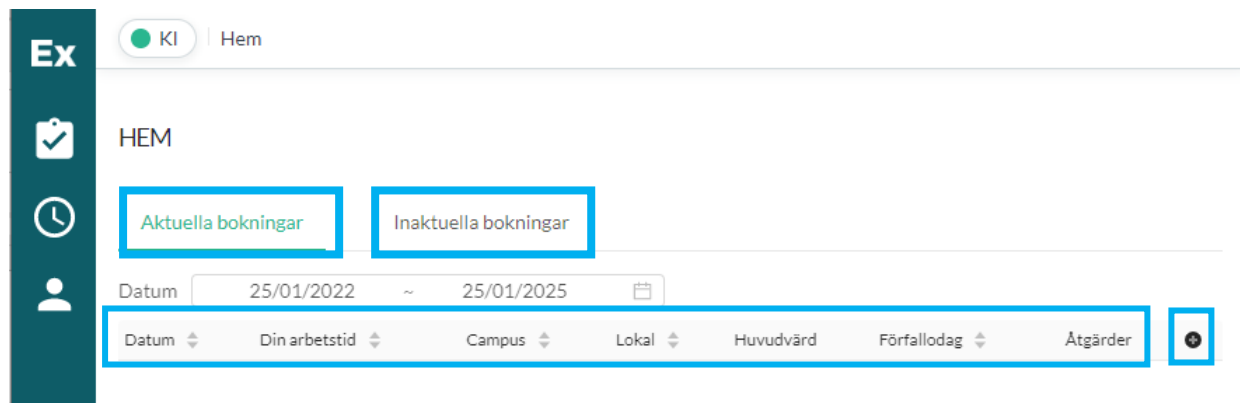 Ex
KI Hem
HEM
Aktuella bokningar Inaktuella bokningar
Datum 25/01/2022 ~ 25/01/2025
Datum Din arbetstid Campus Lokal Huvudvärd Förfallodag Åtgärder